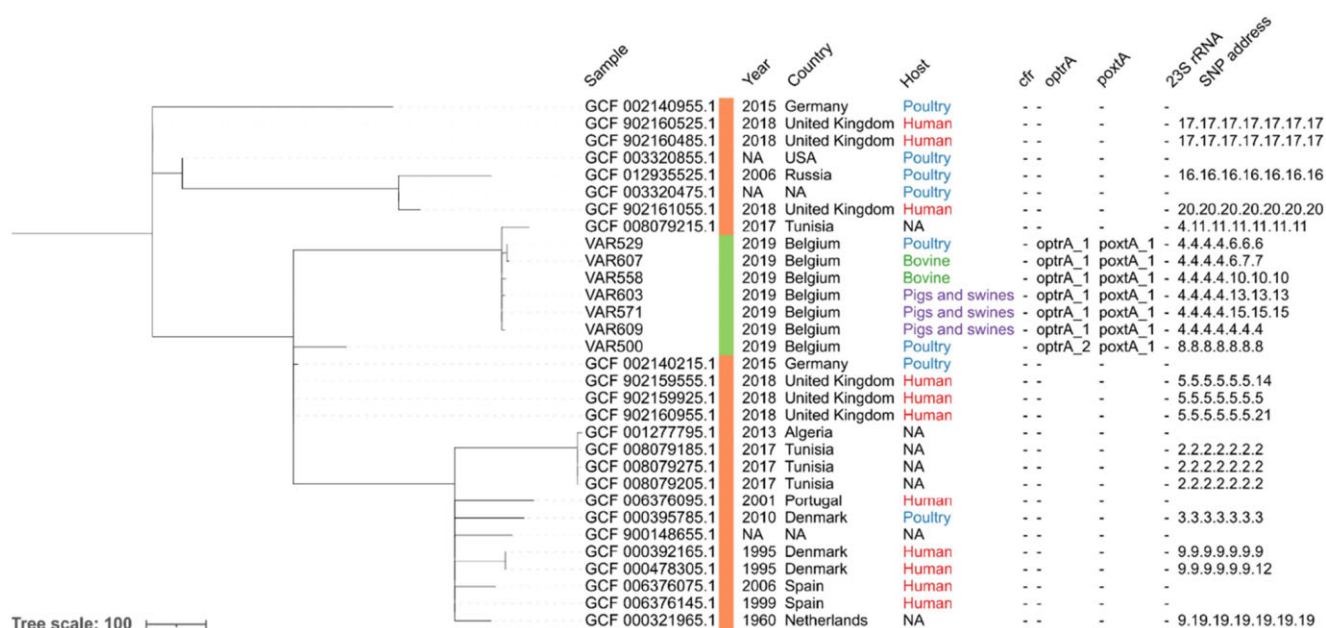 Sample Year Country Host cfr optrA poxtA 23S rRNA SNP address
GCF 002140955.1 2015 Germany Poultry - - - -
GCF 902160525.1 2018 United Kingdom Human - - - - 17.17.17.17.17.17.17
GCF 902160485.1 2018 United Kingdom Human - - - - 17.17.17.17.17.17.17
GCF 003320855.1 NA USA Poultry - - - -
GCF 012935525.1 2006 Russia Poultry - - - - 16.16.16.16.16.16.16
GCF 003320475.1 NA NA Poultry - - - -
GCF 902161055.1 2018 United Kingdom Human - - - - 20.20.20.20.20.20.20
GCF 008079215.1 2017 Tunisia NA - - - - 4.11.11.11.11.11.11
VAR529 2019 Belgium Poultry - optrA_1 poxtA_1 - 4.4.4.4.6.6.6
VAR607 2019 Belgium Bovine - optrA_1 poxtA_1 - 4.4.4.4.6.7.7
VAR558 2019 Belgium Bovine - optrA_1 poxtA_1 - 4.4.4.4.10.10.10
VAR603 2019 Belgium Pigs and swines - optrA_1 poxtA_1 - 4.4.4.4.13.13.13
VAR571 2019 Belgium Pigs and swines - optrA_1 poxtA_1 - 4.4.4.4.15.15.15
VAR609 2019 Belgium Pigs and swines - optrA_1 poxtA_1 - 4.4.4.4.4.4.4
VAR500 2019 Belgium Poultry - optrA_2 poxtA_1 - 8.8.8.8.8.8.8
GCF 002140215.1 2015 Germany Poultry - - - -
GCF 902159555.1 2018 United Kingdom Human - - - - 5.5.5.5.5.5.14
GCF 902159925.1 2018 United Kingdom Human - - - - 5.5.5.5.5.5.5
GCF 902160955.1 2018 United Kingdom Human - - - - 5.5.5.5.5.5.21
GCF 001277795.1 2013 Algeria NA - - - -
GCF 008079185.1 2017 Tunisia NA - - - - 2.2.2.2.2.2.2
GCF 008079275.1 2017 Tunisia NA - - - - 2.2.2.2.2.2.2
GCF 008079205.1 2017 Tunisia NA - - - - 2.2.2.2.2.2.2
GCF 006376095.1 2001 Portugal Human - - - -
GCF 000395785.1 2010 Denmark Poultry - - - - 3.3.3.3.3.3.3
GCF 900148655.1 NA NA NA - - - -
GCF 000392165.1 1995 Denmark Human - - - - 9.9.9.9.9.9.9
GCF 000478305.1 1995 Denmark Human - - - - 9.9.9.9.9.9.12
GCF 006376075.1 2006 Spain Human - - - -
GCF 006376145.1 1999 Spain Human - - - -
GCF 000321965.1 1960 Netherlands NA - - - - 9.19.19.19.19.19.19
Tree scale: 100